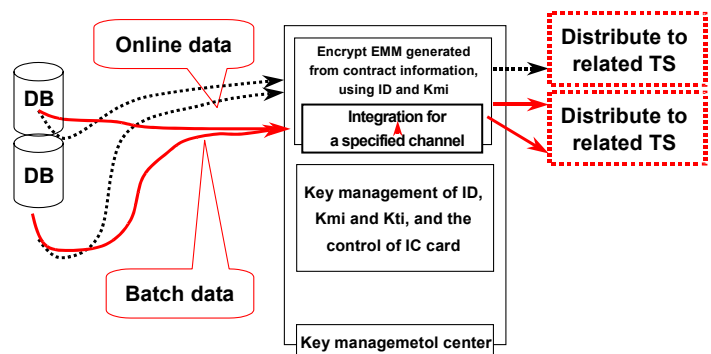 Online data
DB
DB
Batch data
Encrypt EMM generated
from contract information,
using ID and Kmi
Integration for
a specified channel
Key management of ID,
Kmi and Kti, and the
control of IC card
Key managemetol center
Distribute to
related TS
Distribute to
related TS